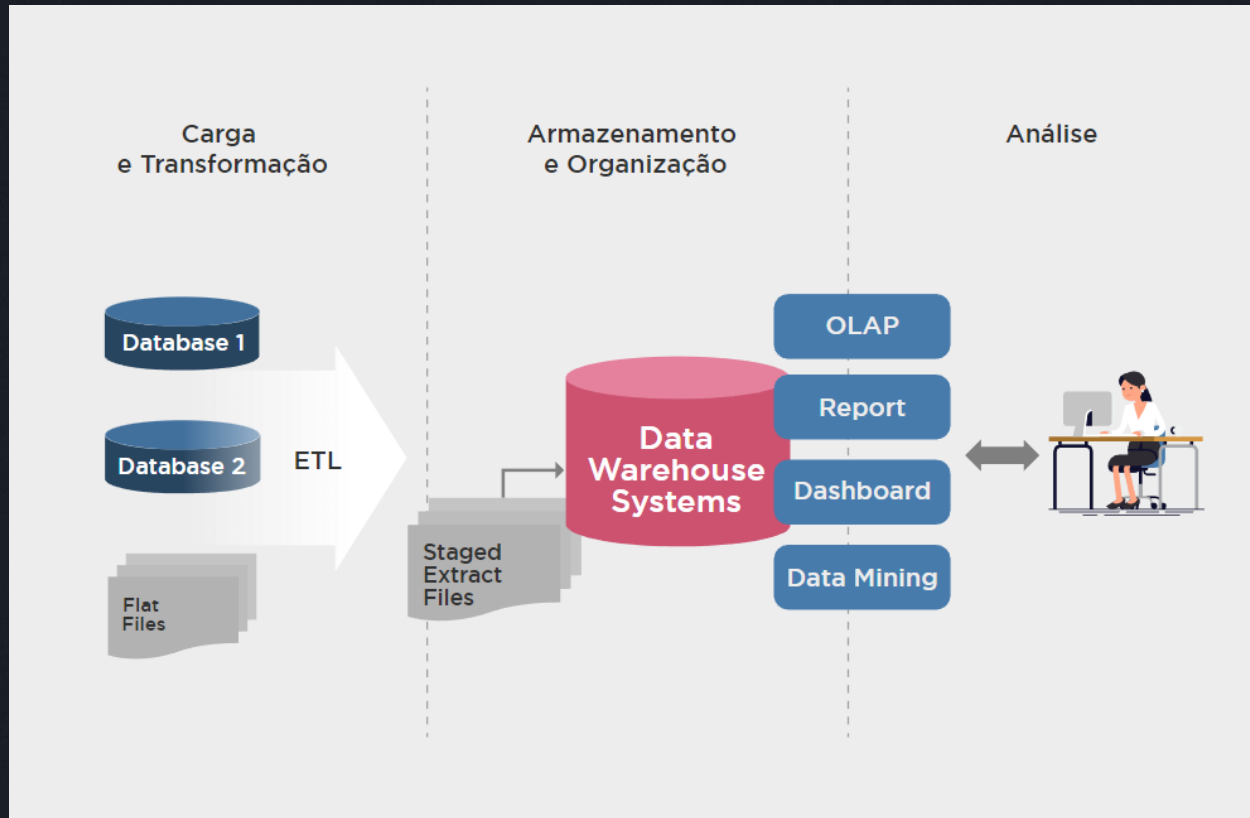 Carga
e Transformação
Armazenamento
e Organização
Análise
Database 1
Database 2
ETL
Flat
Files
Staged
Extract
Files
Data
Warehouse
Systems
OLAP
Report
Dashboard
Data Mining